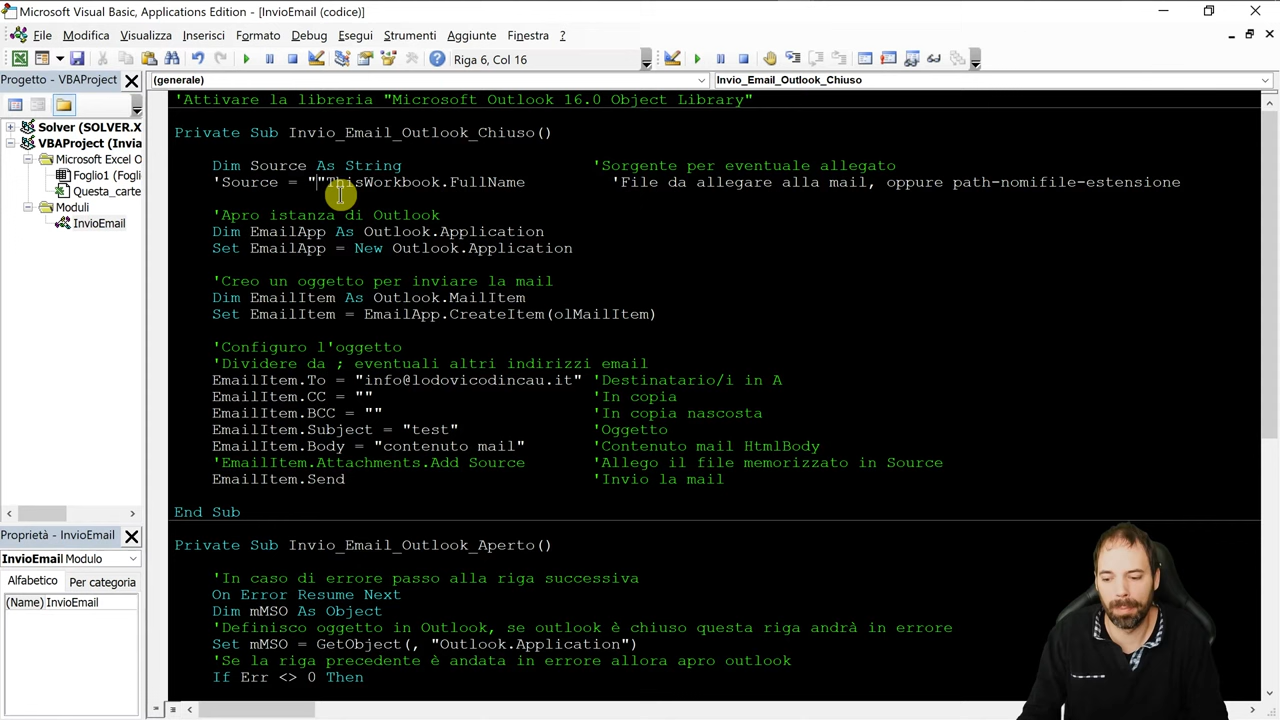 Microsoft Visual Basic, Applications Edition - [InvioEmail (codice)]
File Modifica Visualizza Inserisci Formato Debug Esegui Strumenti Aggiunte Finestra ?
Riga 6, Col 16
Progetto - VBAProject
(generale)
Invio_Email_Outlook_Chiuso
Solver (SOLVER.X
VBAProject (Invia
Microsoft Excel O
Foglio1 (Fogli
Questa_carte
Moduli
InvioEmail
Proprietà - InvioEmail
InvioEmail Modulo
Alfabetico Per categoria
(Name) InvioEmail
'Attivare la libreria "Microsoft Outlook 16.0 Object Library"
Private Sub Invio_Email_Outlook_Chiuso()
Dim Source As String 'Sorgente per eventuale allegato
'Source = ""ThisWorkbook.FullName 'File da allegare alla mail, oppure path-nomifile-estensione
'Apro istanza di Outlook
Dim EmailApp As Outlook.Application
Set EmailApp = New Outlook.Application
'Creo un oggetto per inviare la mail
Dim EmailItem As Outlook.MailItem
Set EmailItem = EmailApp.CreateItem(olMailItem)
'Configuro l'oggetto
'Dividere da ; eventuali altri indirizzi email
EmailItem.To = "info@lodovicodincau.it" 'Destinatario/i in A
EmailItem.CC = "" 'In copia
EmailItem.BCC = "" 'In copia nascosta
EmailItem.Subject = "test" 'Oggetto
EmailItem.Body = "contenuto mail" 'Contenuto mail HtmlBody
'EmailItem.Attachments.Add Source 'Allego il file memorizzato in Source
EmailItem.Send 'Invio la mail
End Sub
Private Sub Invio_Email_Outlook_Aperto()
'In caso di errore passo alla riga successiva
On Error Resume Next
Dim mMSO As Object
'Definisco oggetto in Outlook, se outlook è chiuso questa riga andrà in errore
Set mMSO = GetObject(, "Outlook.Application")
'Se la riga precedente è andata in errore allora apro outlook
If Err <> 0 Then